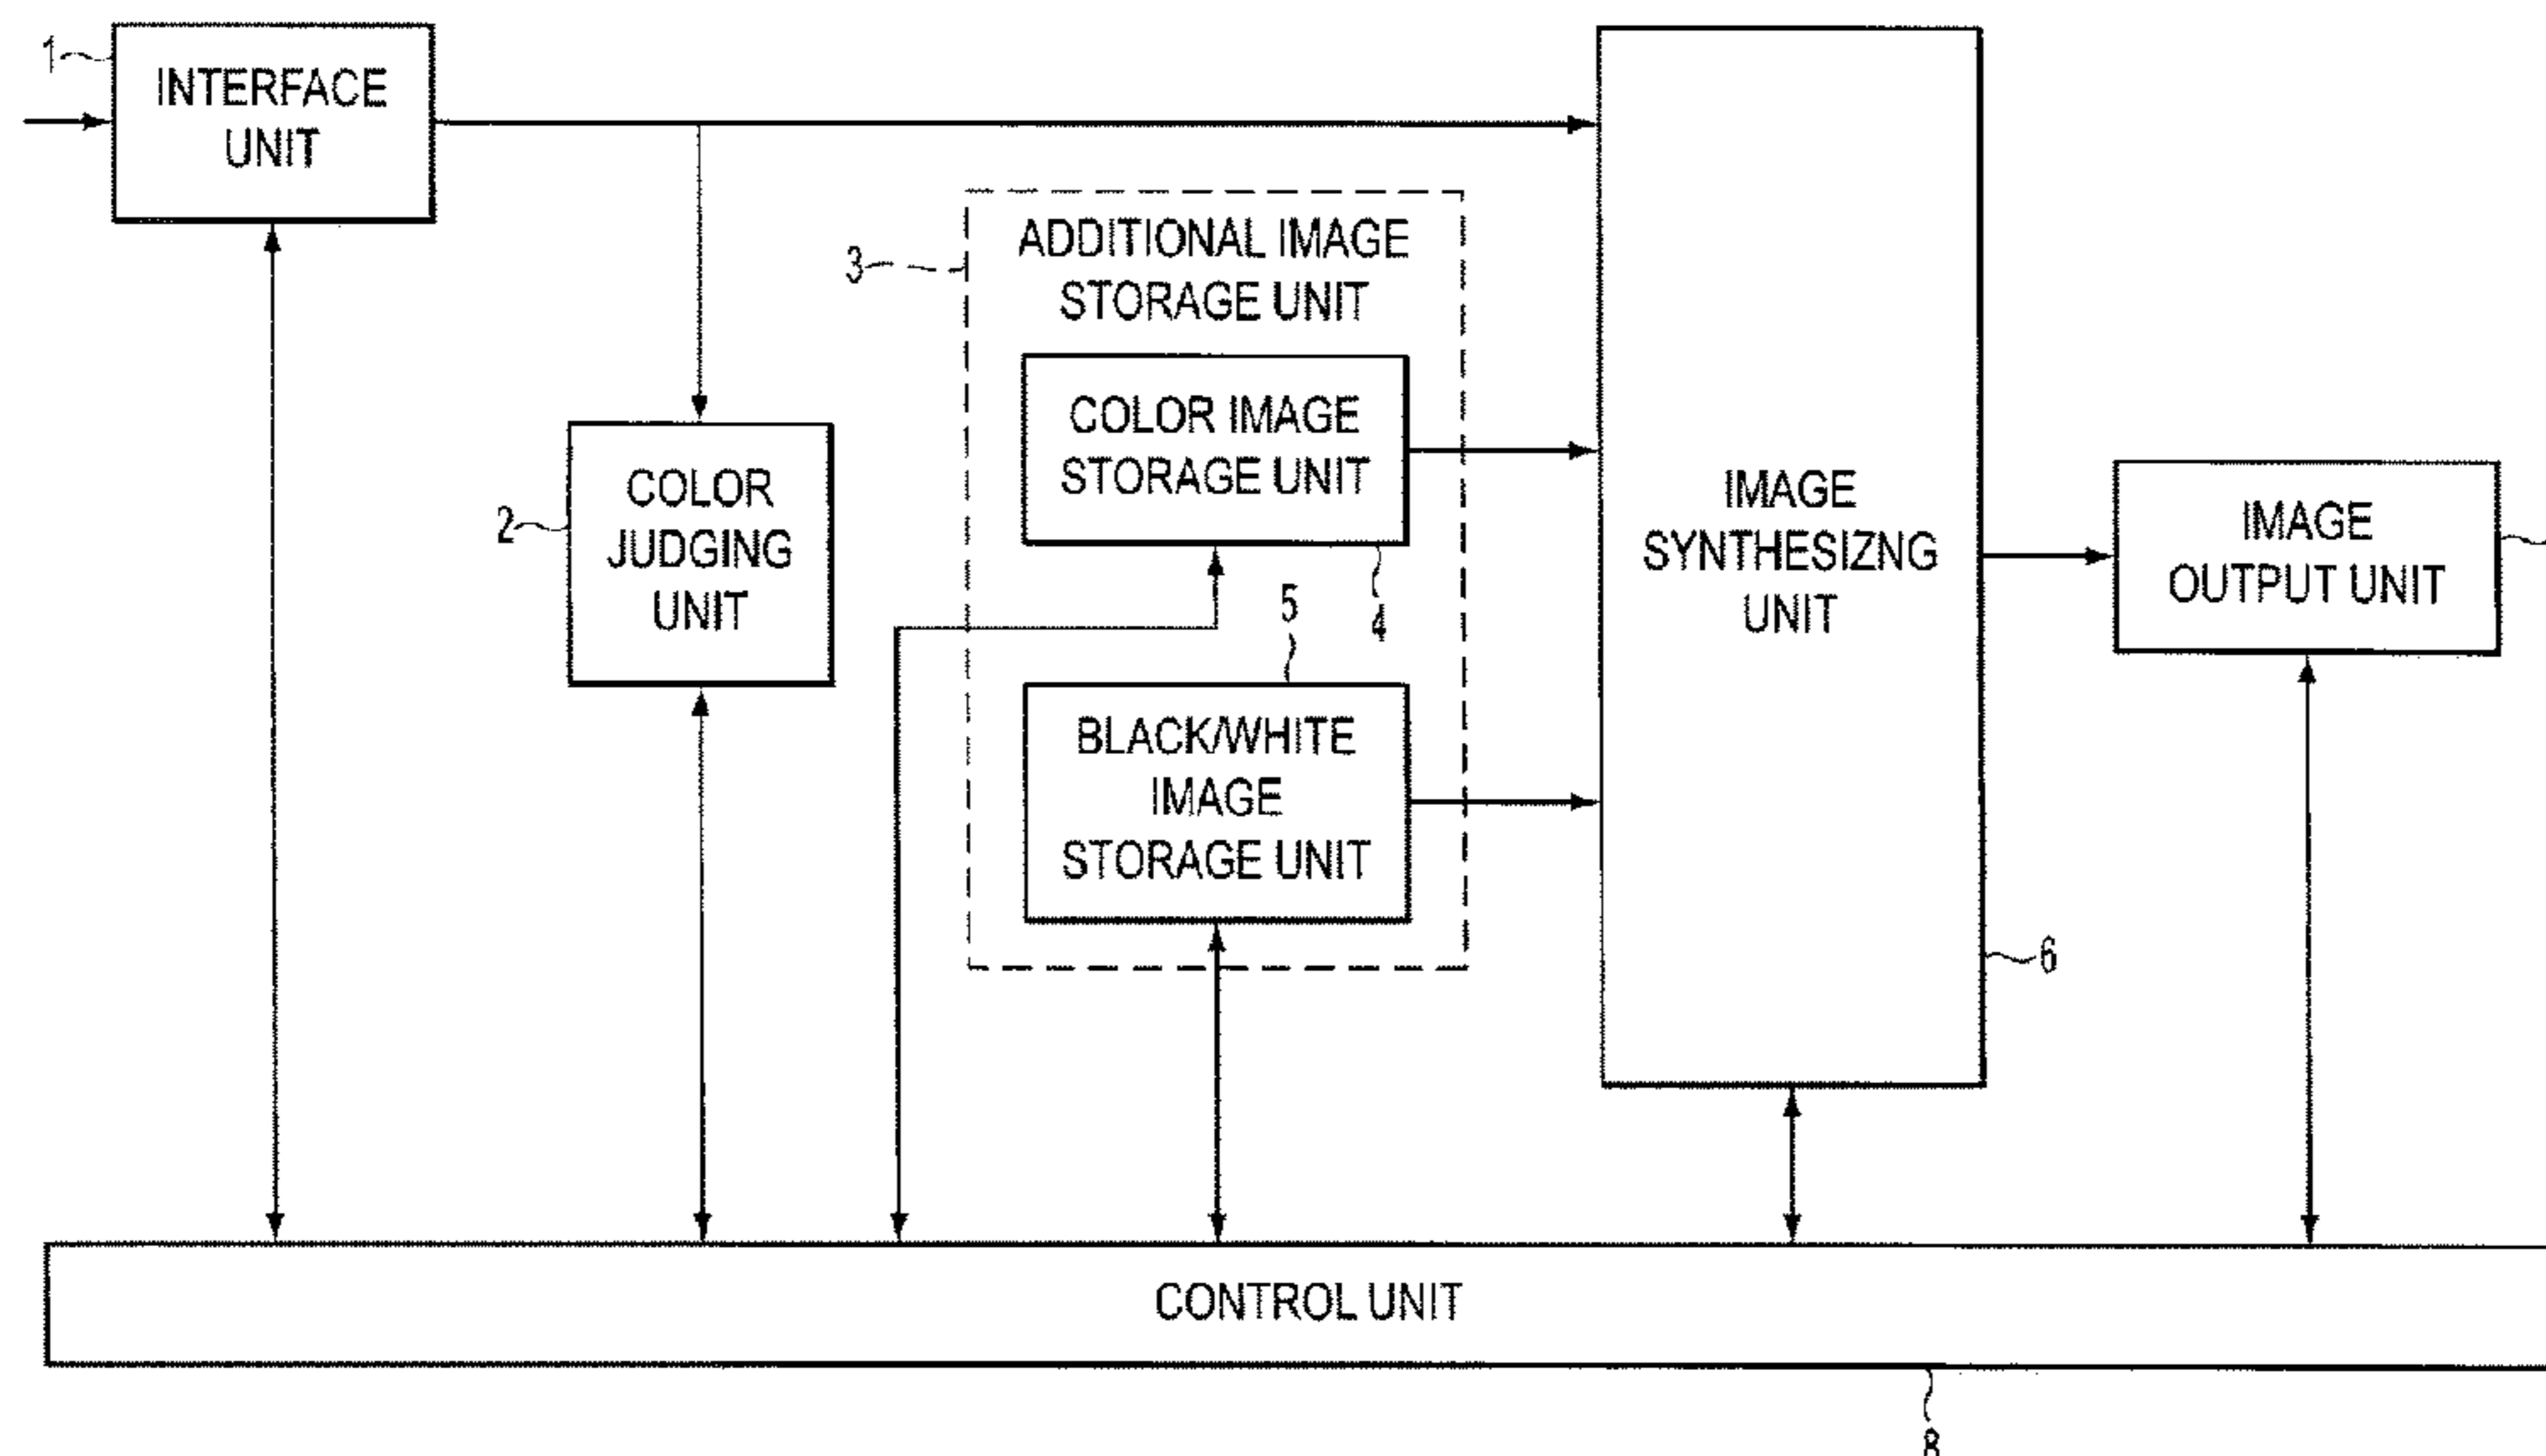 1
INTERFACE
UNIT
2
COLOR
JUDGING
UNIT
3
ADDITIONAL IMAGE
STORAGE UNIT
COLOR IMAGE
STORAGE UNIT
4
5
BLACK/WHITE
IMAGE
STORAGE UNIT
IMAGE
SYNTHESIZNG
UNIT
6
IMAGE
OUTPUT UNIT
CONTROL UNIT
8